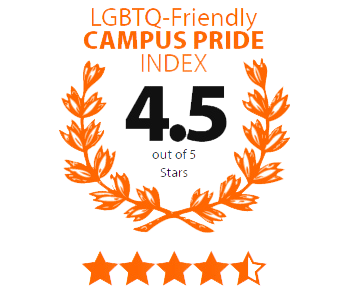 LGBTQ-Friendly
CAMPUS PRIDE
INDEX
4.5
out of 5
Stars